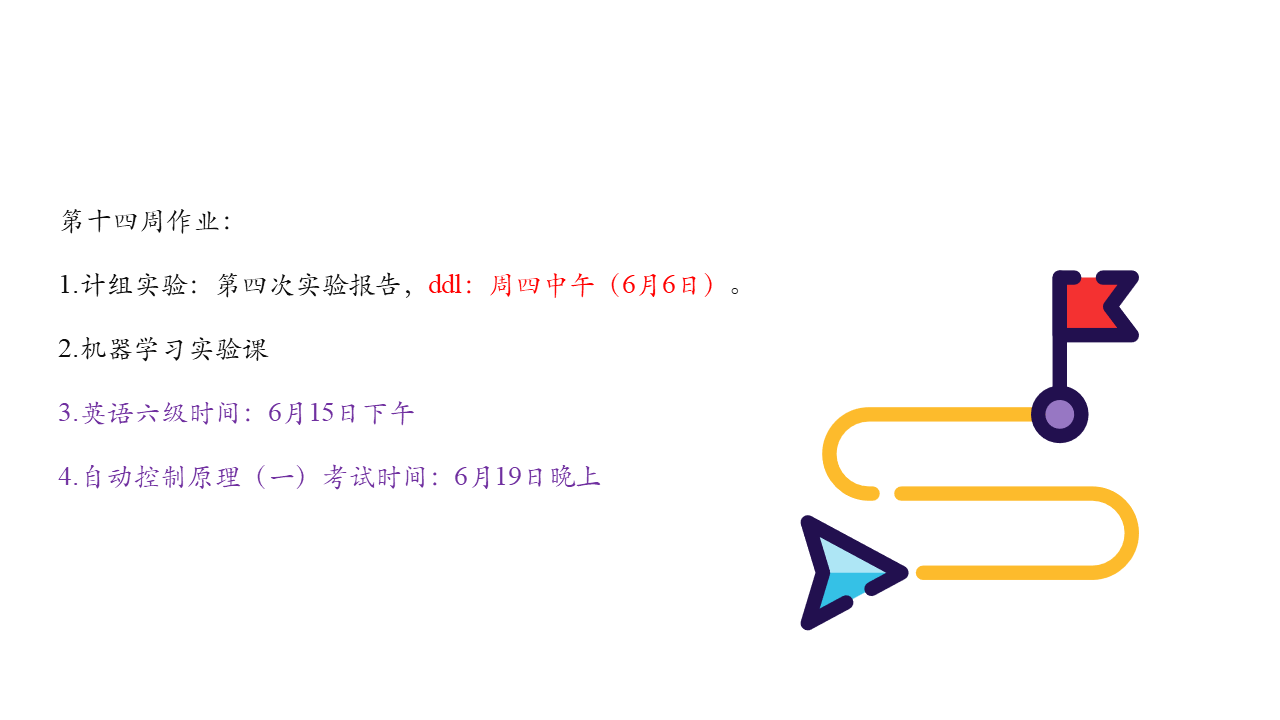 第十四周作业：
1.计组实验：第四次实验报告，ddl：周四中午（6月6日）。
2.机器学习实验课
3.英语六级时间：6月15日下午
4.自动控制原理（一）考试时间：6月19日晚上